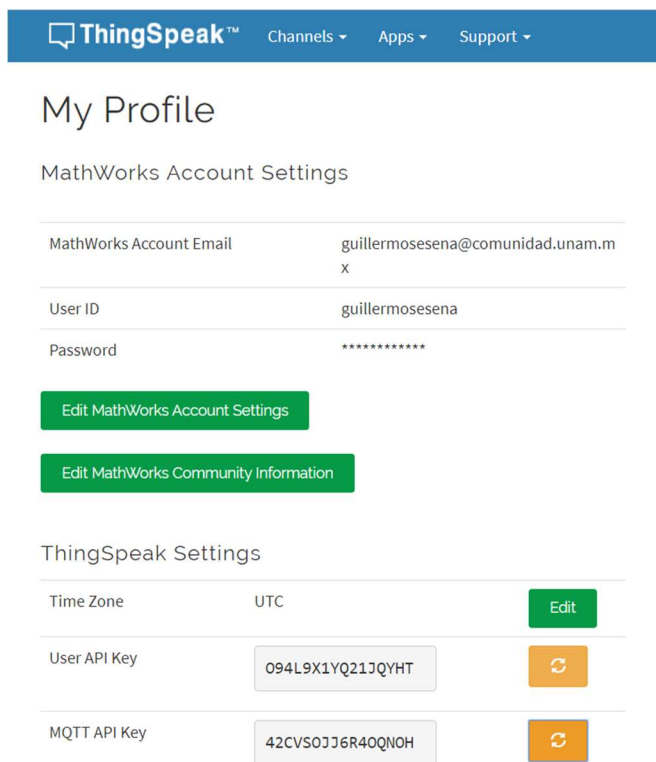 ThingSpeak™ Channels Apps Support
My Profile
MathWorks Account Settings
MathWorks Account Email guillermosesena@comunidad.unam.m
x
User ID guillermosesena
Password ************
Edit MathWorks Account Settings
Edit MathWorks Community Information
ThingSpeak Settings
Time Zone UTC Edit
User API Key O94L9X1YQ21JQYHT
MQTT API Key 42CVSOJJ6R4OQNOH